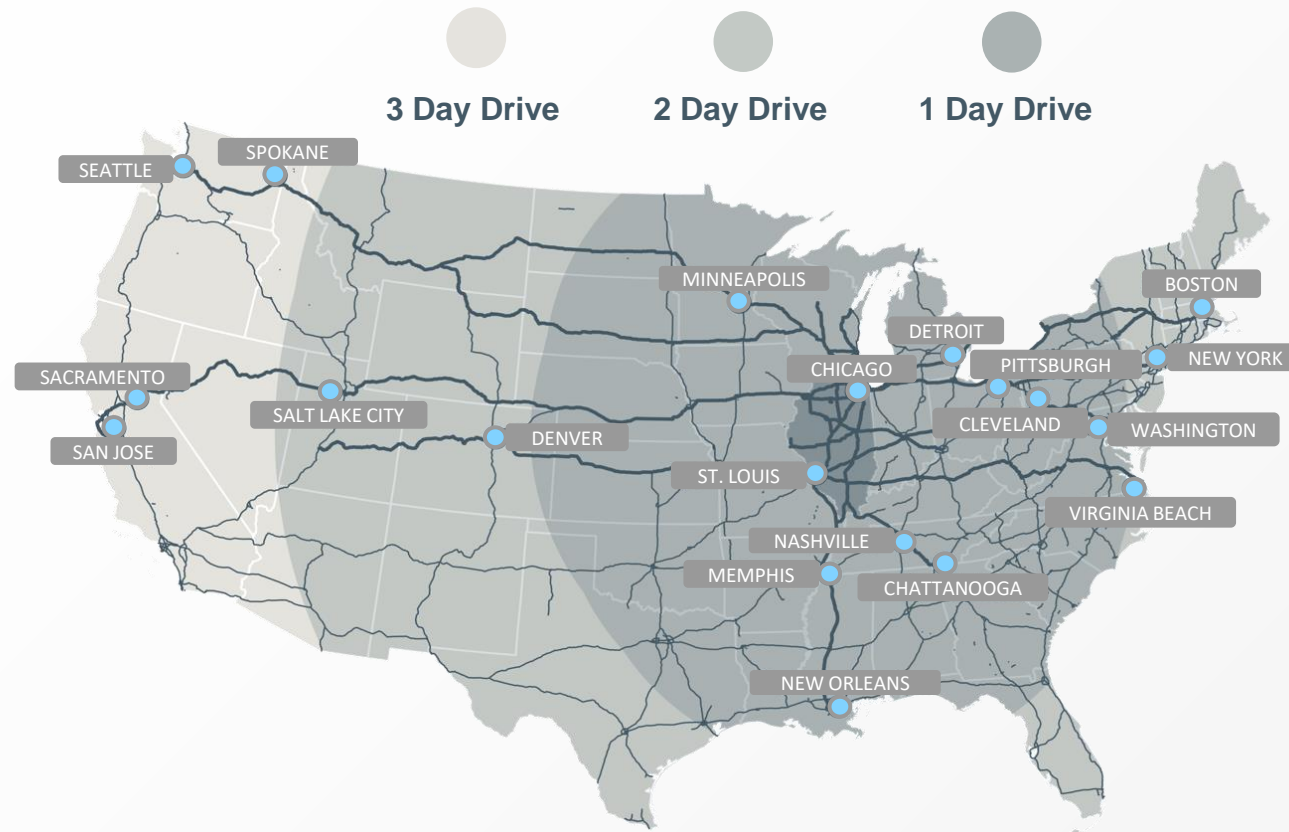 3 Day Drive
2 Day Drive
1 Day Drive
SPOKANE
SEATTLE
MINNEAPOLIS
BOSTON
DETROIT
PITTSBURGH
NEW YORK
CHICAGO
SACRAMENTO
SALT LAKE CITY
CLEVELAND
WASHINGTON
DENVER
SAN JOSE
ST. LOUIS
VIRGINIA BEACH
NASHVILLE
MEMPHIS
CHATTANOOGA
NEW ORLEANS